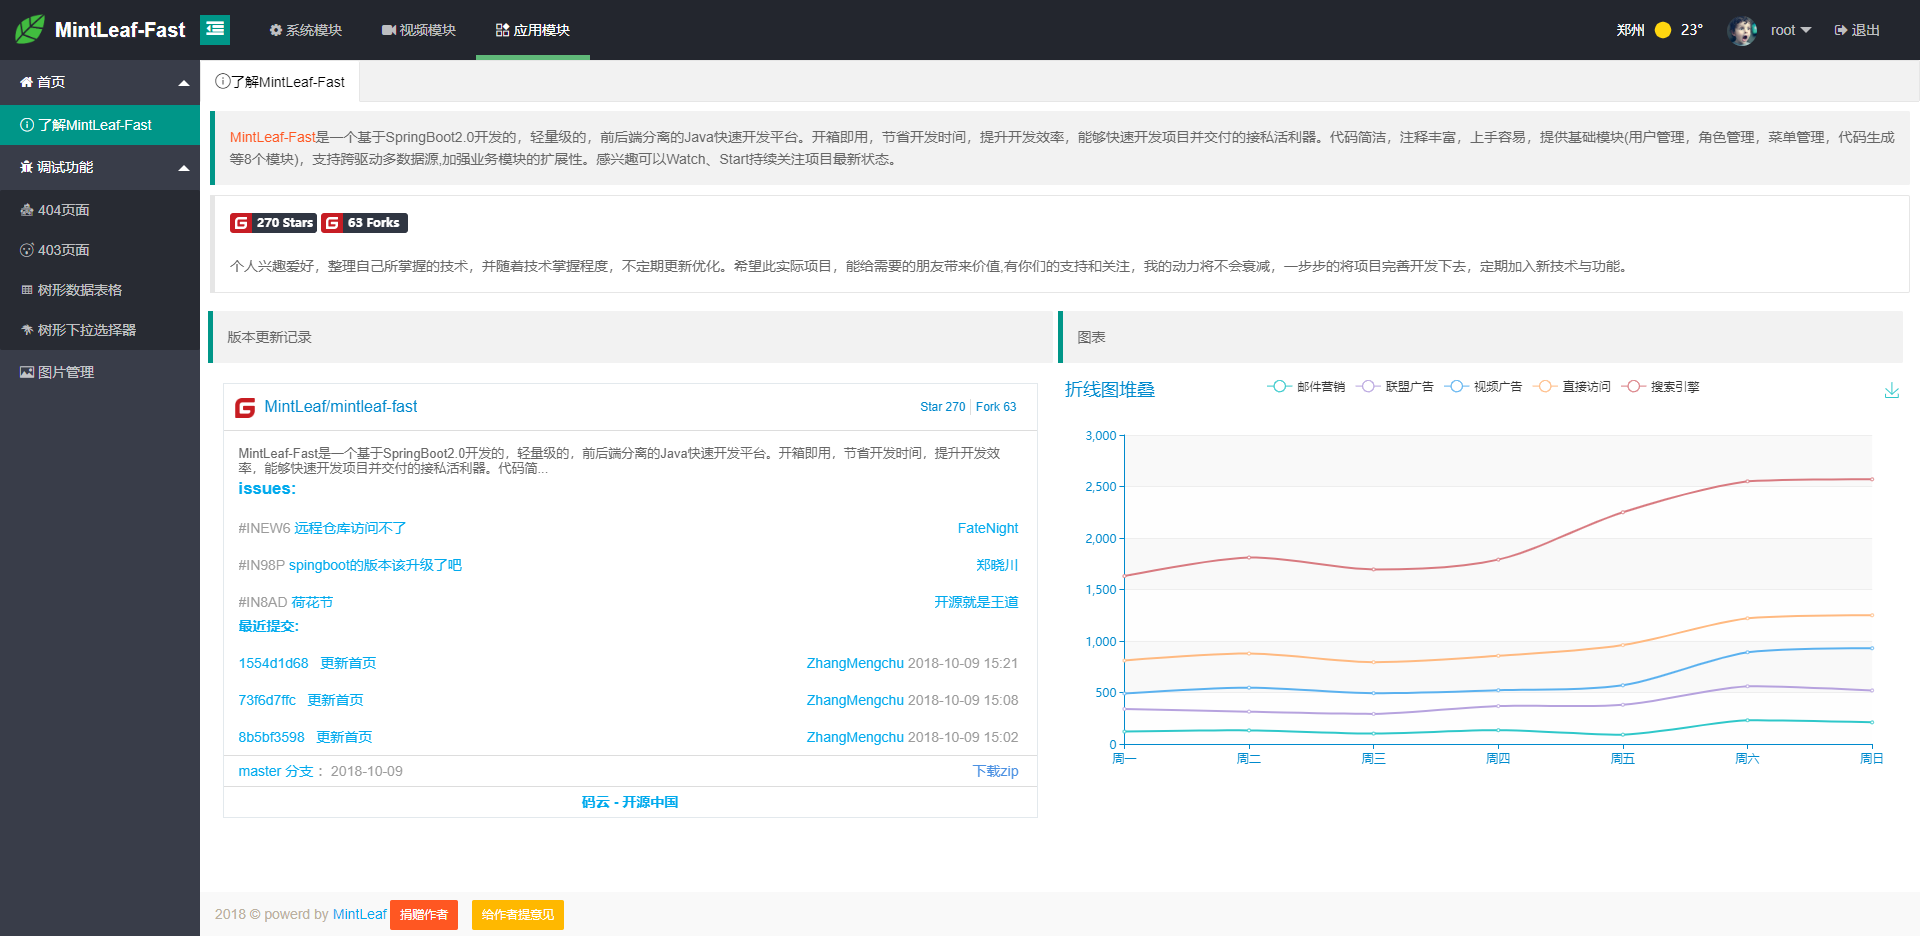 MintLeaf-Fast
系统模块
视频模块
应用模块
郑州 23°
root
退出
首页
了解MintLeaf-Fast
调试功能
404页面
403页面
树形数据表格
树形下拉选择器
图片管理
了解MintLeaf-Fast
MintLeaf-Fast是一个基于SpringBoot2.0开发的，轻量级的，前后端分离的Java快速开发平台。开箱即用，节省开发时间，提升开发效率，能够快速开发项目并交付的接私活利器。代码简洁，注释丰富，上手容易，提供基础模块(用户管理，角色管理，菜单管理，代码生成
等8个模块)，支持跨驱动多数据源,加强业务模块的扩展性。感兴趣可以Watch、Start持续关注项目最新状态。
270 Stars
63 Forks
个人兴趣爱好，整理自己所掌握的技术，并随着技术掌握程度，不定期更新优化。希望此实际项目，能给需要的朋友带来价值,有你们的支持和关注，我的动力将不会衰减，一步步的将项目完善开发下去，定期加入新技术与功能。
版本更新记录
MintLeaf/mintleaf-fast
Star 270 Fork 63
MintLeaf-Fast是一个基于SpringBoot2.0开发的，轻量级的，前后端分离的Java快速开发平台。开箱即用，节省开发时间，提升开发效
率，能够快速开发项目并交付的接私活利器。代码简...
issues:
#INEW6 远程仓库访问不了 FateNight
#IN98P spingboot的版本该升级了吧 郑晓川
#IN8AD 荷花节 开源就是王道
最近提交:
1554d1d68 更新首页 ZhangMengchu 2018-10-09 15:21
73f6d7ffc 更新首页 ZhangMengchu 2018-10-09 15:08
8b5bf3598 更新首页 ZhangMengchu 2018-10-09 15:02
master 分支： 2018-10-09 下载zip
码云 - 开源中国
图表
折线图堆叠
邮件营销 联盟广告 视频广告 直接访问 搜索引擎
3,000
2,500
2,000
1,500
1,000
500
0
周一 周二 周三 周四 周五 周六 周日
2018 © powerd by MintLeaf 捐赠作者 给作者提意见